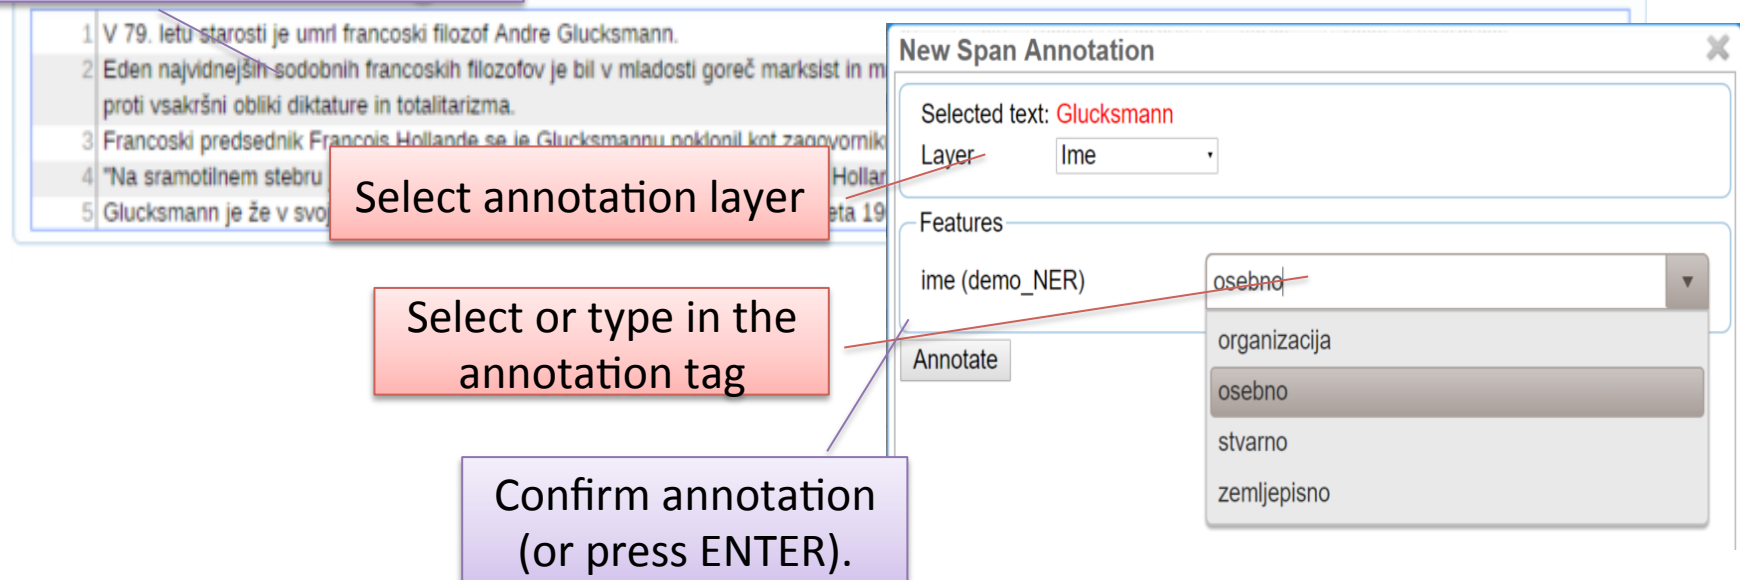 1 V 79. letu starosti je umrl francoski filozof Andre Glucksmann.
2 Eden najvidnejših sodobnih francoskih filozofov je bil v mladosti goreč marksist in m
proti vsakršni obliki diktature in totalitarizma.
3 Francoski predsednik Francois Hollande se je Glucksmannu poklonil kot zagovornik
4 "Na sramotilnem stebru Hollan
5 Glucksmann je že v svoj eta 19
New Span Annotation
Selected text: Glucksmann
Layer Ime
Features
ime (demo_NER) osebno
organizacija
osebno
stvarno
zemljepisno
Annotate
Select annotation layer
Select or type in the
annotation tag
Confirm annotation
(or press ENTER).